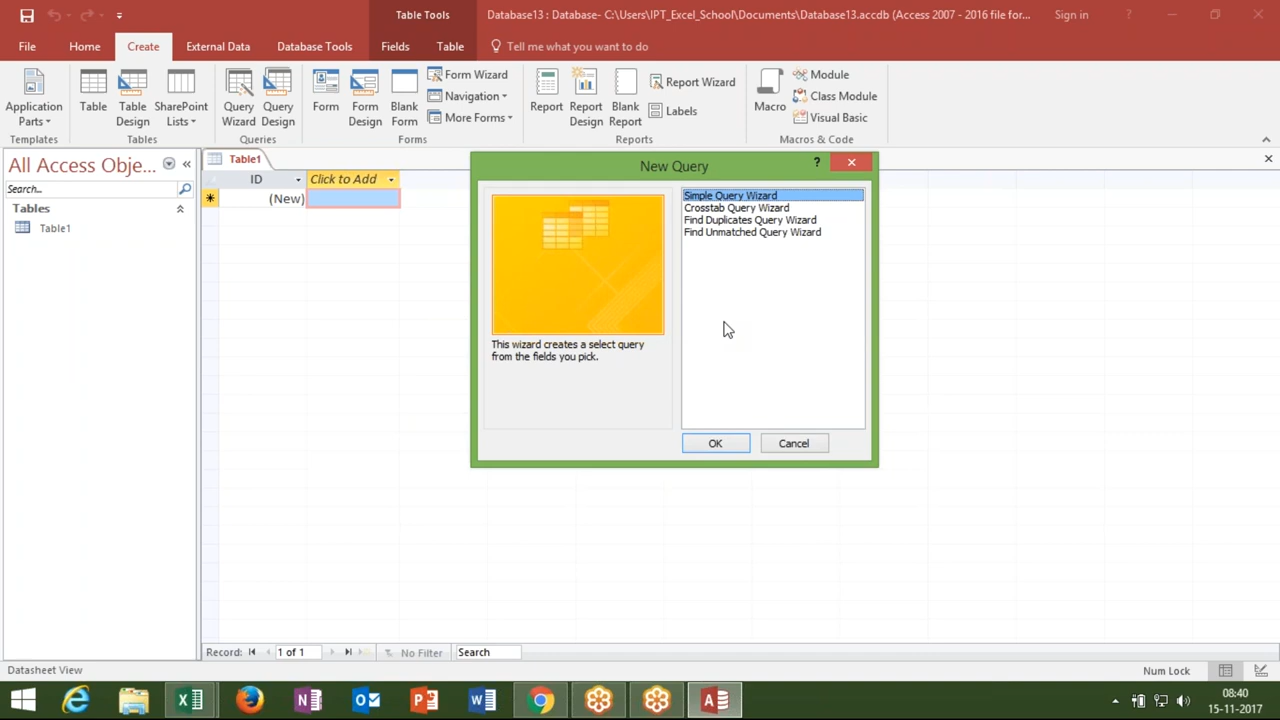 Table Tools
Database13 : Database- C:\Users\IPT_Excel_School\Documents\Database13.accdb (Access 2007 - 2016 file for...
Sign in
?
File
Home
Create
External Data
Database Tools
Fields
Table
Tell me what you want to do
Application
Parts
Table
Table
Design
SharePoint
Lists
Query
Wizard
Query
Design
Form
Form
Design
Blank
Form
Form Wizard
Navigation
More Forms
Report
Report
Design
Blank
Report
Report Wizard
Labels
Macro
Module
Class Module
Visual Basic
Templates
Tables
Queries
Forms
Reports
Macros & Code
All Access Obje...
Search...
Tables
Table1
Table1
ID
Click to Add
(New)
New Query
?
Simple Query Wizard
Crosstab Query Wizard
Find Duplicates Query Wizard
Find Unmatched Query Wizard
This wizard creates a select query
from the fields you pick.
OK
Cancel
Record:
1 of 1
No Filter
Search
Datasheet View
Num Lock
08:40
15-11-2017